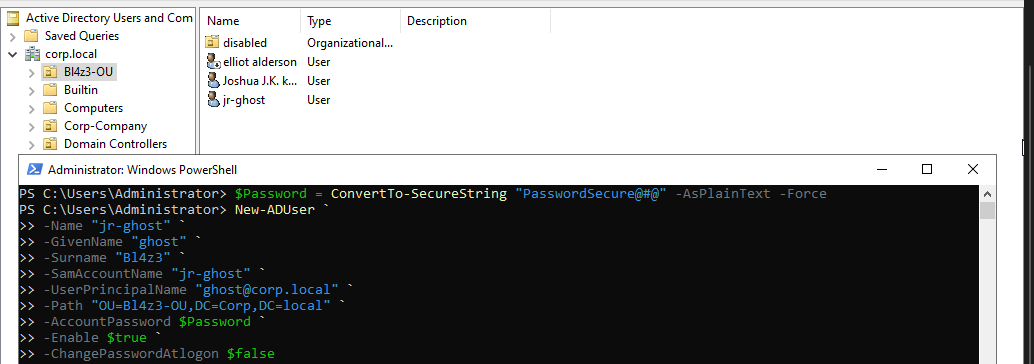 Active Directory Users and Com
Saved Queries
corp.local
Bl4z3-OU
Builtin
Computers
Corp-Company
Domain Controllers
Name Type Description
disabled Organizational...
elliot alderson User
Joshua J.K. k... User
jr-ghost User
Administrator: Windows PowerShell
PS C:\Users\Administrator> $Password = ConvertTo-SecureString "PasswordSecure@#@" -AsPlainText -Force
PS C:\Users\Administrator> New-ADUser `
>> -Name "jr-ghost" `
>> -GivenName "ghost" `
>> -Surname "Bl4z3" `
>> -SamAccountName "jr-ghost" `
>> -UserPrincipalName "ghost@corp.local" `
>> -Path "OU=Bl4z3-OU,DC=Corp,DC=local" `
>> -AccountPassword $Password `
>> -Enable $true `
>> -ChangePasswordAtlogon $false